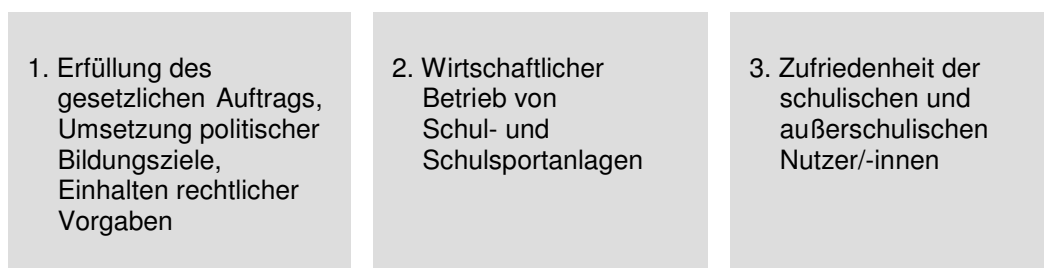 1. Erfüllung des
gesetzlichen Auftrags,
Umsetzung politischer
Bildungsziele,
Einhalten rechtlicher
Vorgaben
2. Wirtschaftlicher
Betrieb von
Schul- und
Schulsportanlagen
3. Zufriedenheit der
schulischen und
außerschulischen
Nutzer/-innen